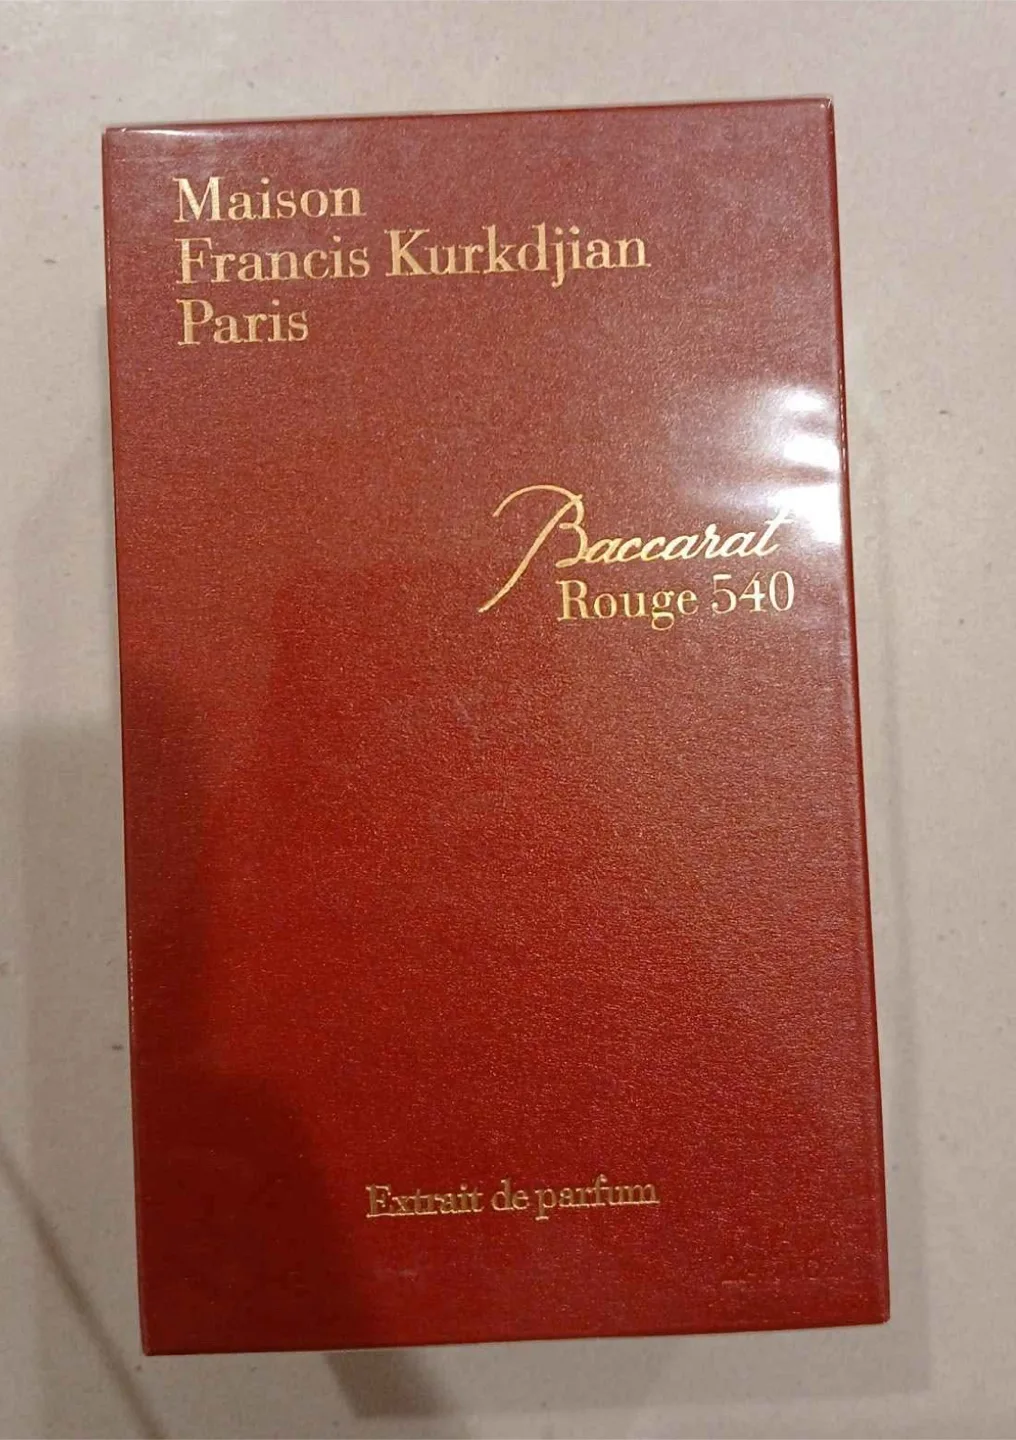 Maison
Francis Kurkdjian
Paris
Baccarat
Rouge 540
Extrait de parfum